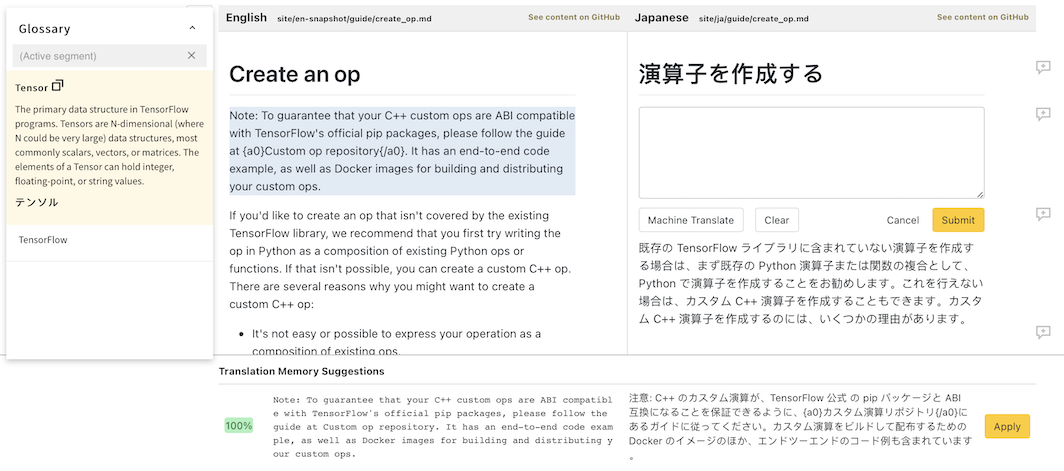 Glossary
(Active segment)
Tensor
The primary data structure in TensorFlow
programs. Tensors are N-dimensional (where
N could be very large) data structures, most
commonly scalars, vectors, or matrices. The
elements of a Tensor can hold integer,
floating-point, or string values.
テンソル
TensorFlow
English site/en-snapshot/guide/create_op.md See content on GitHub
Create an op
Note: To guarantee that your C++ custom ops are ABI compatible
with TensorFlow's official pip packages, please follow the guide
at {a0}Custom op repository{/a0}. It has an end-to-end code
example, as well as Docker images for building and distributing
your custom ops.
If you'd like to create an op that isn't covered by the existing
TensorFlow library, we recommend that you first try writing the
op in Python as a composition of existing Python ops or
functions. If that isn't possible, you can create a custom C++ op.
There are several reasons why you might want to create a
custom C++ op:
• It's not easy or possible to express your operation as a
composition of existing ops.
Japanese site/ja/guide/create_op.md See content on GitHub
演算子を作成する
Machine Translate Clear Cancel Submit
既存の TensorFlow ライブラリに含まれていない演算子を作成す
る場合は、まず既存の Python 演算子または関数の複合として、
Python で演算子を作成することをお勧めします。これを行えない
場合は、カスタム C++ 演算子を作成することもできます。カスタ
ム C++ 演算子を作成するのには、いくつかの理由があります。
Translation Memory Suggestions
100%
Note: To guarantee that your C++ custom ops are ABI compatibl
e with TensorFlow's official pip packages, please follow the
guide at Custom op repository. It has an end-to-end code exam
ple, as well as Docker images for building and distributing y
our custom ops.
注意: C++ のカスタム演算が、TensorFlow 公式 の pip パッケージと ABI
互換になることを保証できるように、{a0}カスタム演算リポジトリ{/a0}に
あるガイドに従ってください。カスタム演算をビルドして配布するための
Docker のイメージのほか、エンドツーエンドのコード例も含まれています
。
Apply